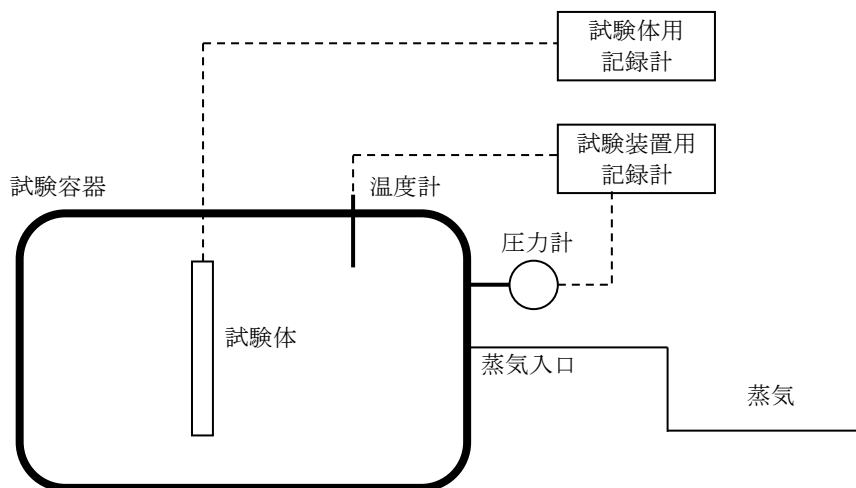 試験体用
記録計
試験装置用
記録計
試験容器
温度計
圧力計
試験体
蒸気入口
蒸気